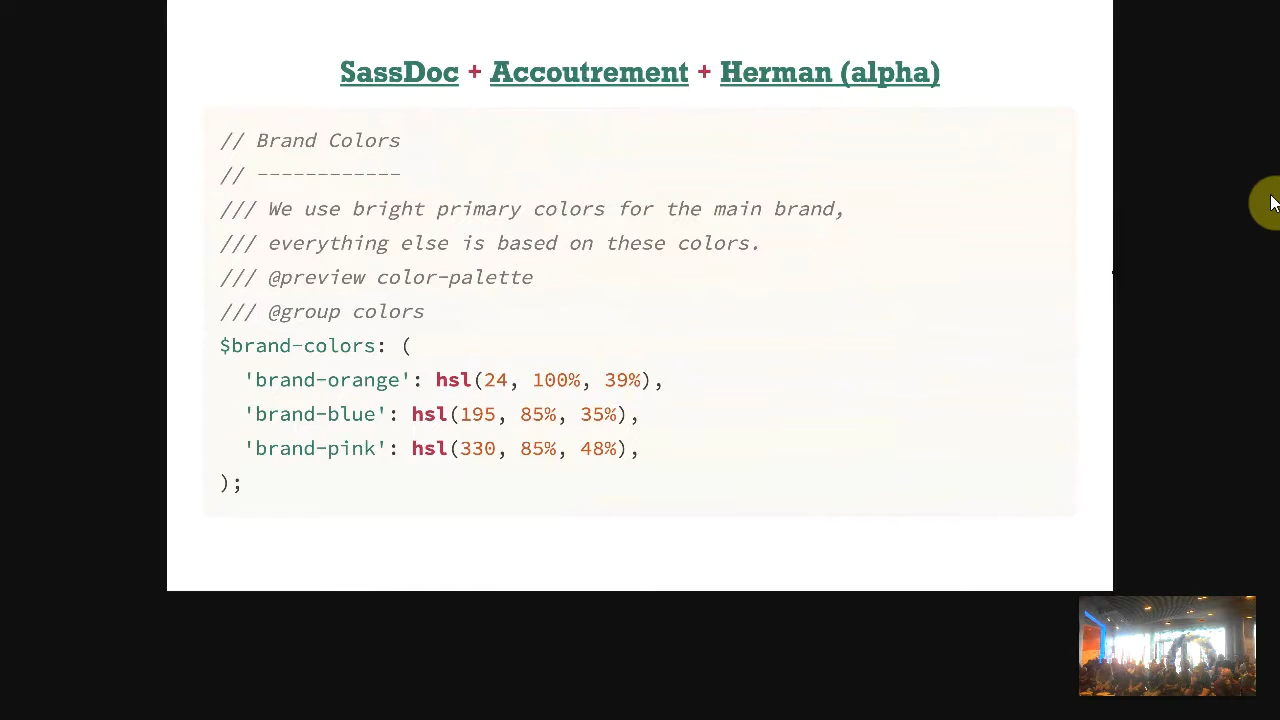 SassDoc + Accoutrement + Herman (alpha)
// Brand Colors
// ------------
/// We use bright primary colors for the main brand,
/// everything else is based on these colors.
/// @preview color-palette
/// @group colors
$brand-colors: (
  'brand-orange': hsl(24, 100%, 39%),
  'brand-blue': hsl(195, 85%, 35%),
  'brand-pink': hsl(330, 85%, 48%),
);